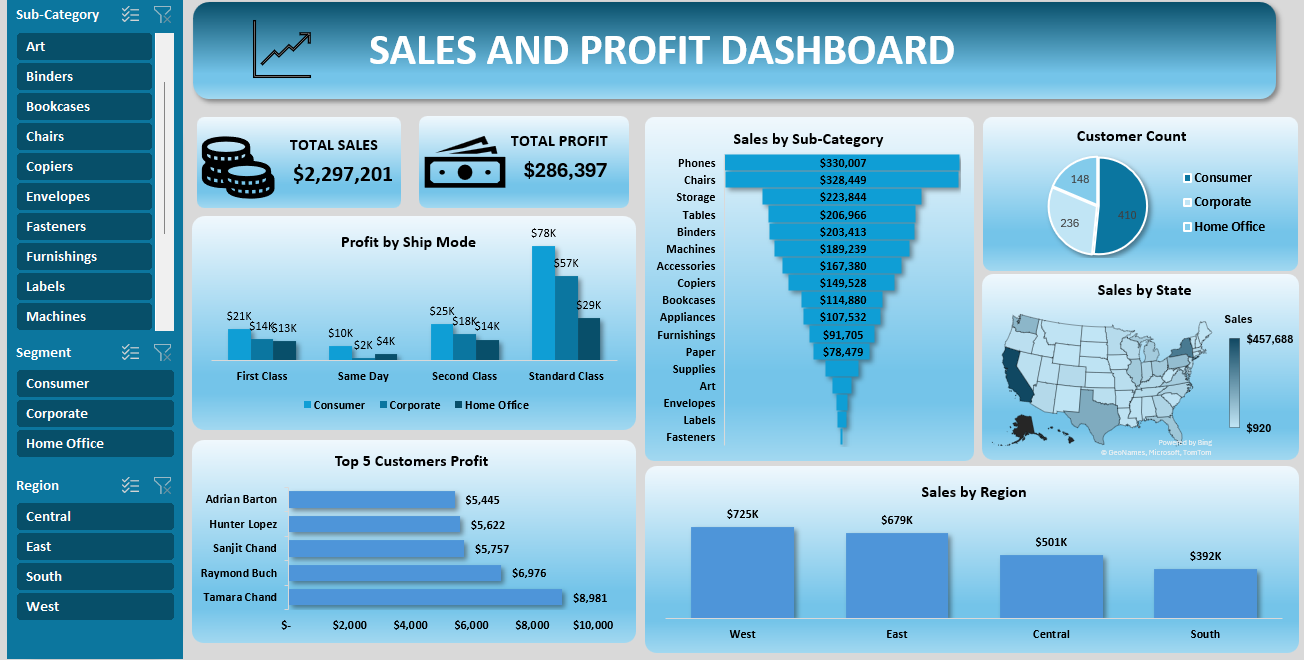 Sub-Category
Art
Binders
Bookcases
Chairs
Copiers
Envelopes
Fasteners
Furnishings
Labels
Machines
Segment
Consumer
Corporate
Home Office
Region
Central
East
South
West
SALES AND PROFIT DASHBOARD
TOTAL SALES
$2,297,201
TOTAL PROFIT
$286,397
Profit by Ship Mode
$21K
$14K
$13K
$10K
$2K
$4K
$25K
$18K
$14K
$78K
$57K
$29K
First Class
Same Day
Second Class
Standard Class
Consumer
Corporate
Home Office
Top 5 Customers Profit
Adrian Barton $5,445
Hunter Lopez $5,622
Sanjit Chand $5,757
Raymond Buch $6,976
Tamara Chand $8,981
$- $2,000 $4,000 $6,000 $8,000 $10,000
Sales by Sub-Category
Phones $330,007
Chairs $328,449
Storage $223,844
Tables $206,966
Binders $203,413
Machines $189,239
Accessories $167,380
Copiers $149,528
Bookcases $114,880
Appliances $107,532
Furnishings $91,705
Paper $78,479
Supplies
Art
Envelopes
Labels
Fasteners
Customer Count
148
410
236
Consumer
Corporate
Home Office
Sales by State
Sales
$457,688
$920
Powered by Bing
© GeoNames, Microsoft, TomTom
Sales by Region
$725K
$679K
$501K
$392K
West
East
Central
South